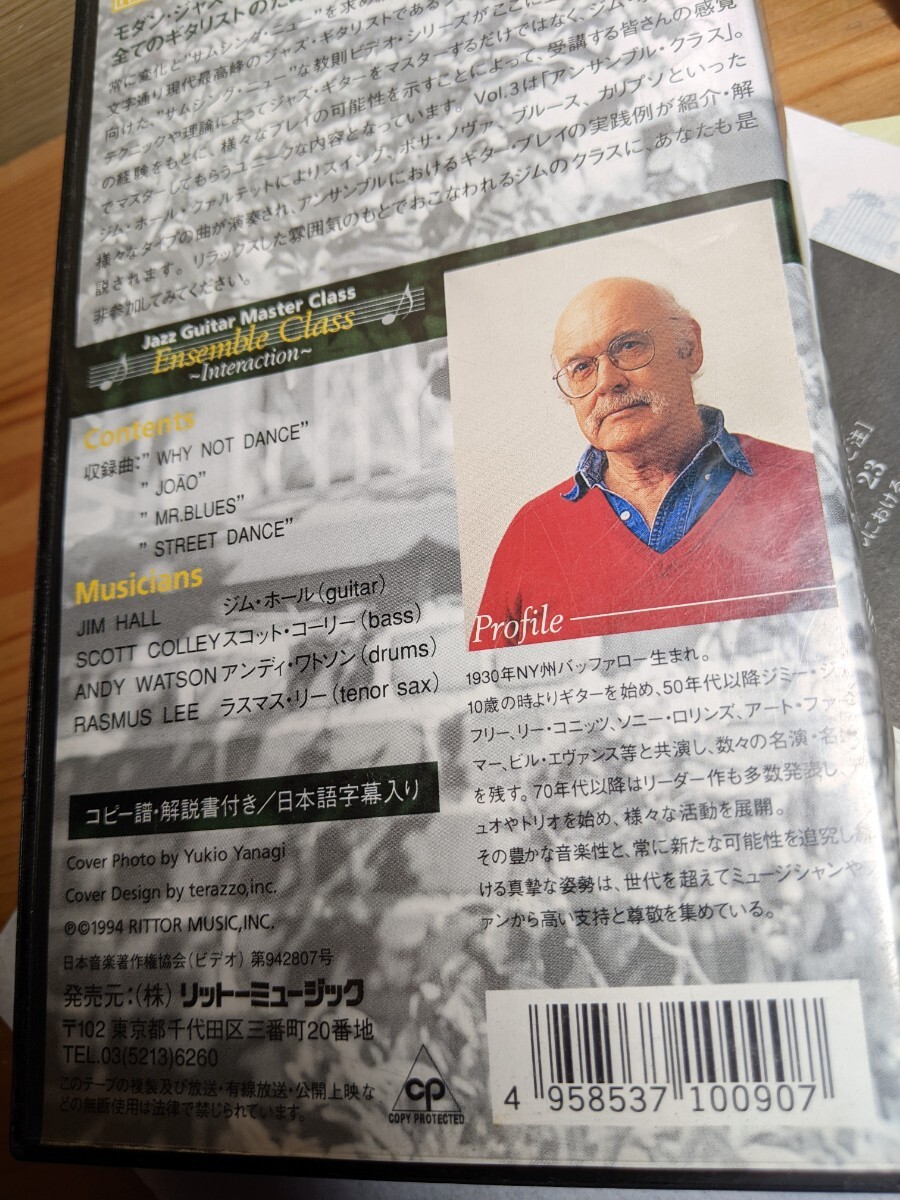 モダン・ジャズ
全てのギタリストのため
常に変化と"サムシング・ニュー"を求め
文字通り現代最高峰のジャズ・ギタリストである
向けた、"サムシング・ニュー"な教則ビデオ・シリーズがここに
テクニックや理論によってジャズ・ギターをマスターするだけではなく、ジム・
の経験をもとに、様々なプレイの可能性を示すことによって、受講する皆さんの感覚
でマスターしてもらうユニークな内容となっています。Vol.3は「アンサンブル・クラス」。
ジム・ホール・クァルテットによりスイング、ボサ・ノヴァ、ブルース、カリプソといった
様々なタイプの曲が演奏され、アンサンブルにおけるギター・プレイの実践例が紹介・解
説されます。リラックスした雰囲気のもとでおこなわれるジムのクラスに、あなたも是
非参加してみてください。
Jazz Guitar Master Class
Ensemble Class
~Interaction~
Contents
収録曲:" WHY NOT DANCE"
" JOÃO"
" MR.BLUES"
" STREET DANCE"
Musicians
JIM HALL ジム・ホール(guitar)
SCOTT COLLEY スコット・コーリー(bass)
ANDY WATSON アンディ・ワトソン(drums)
RASMUS LEE ラスマス・リー(tenor sax)
コピー譜・解説書付き/日本語字幕入り
Cover Photo by Yukio Yanagi
Cover Design by terazzo,inc.
℗©1994 RITTOR MUSIC,INC.
日本音楽著作権協会(ビデオ)第942807号
発売元:(株)リットーミュージック
〒102 東京都千代田区三番町20番地
TEL.03(5213)6260
このテープの複製及び放送・有線放送・公開上映な
どの無断使用は法律で禁じられています。
CP
COPY PROTECTED
Profile
1930年NY州バッファロー生まれ。
10歳の時よりギターを始め、50年代以降ジミー・ジ
フリー、リー・コニッツ、ソニー・ロリンズ、アート・ファー
マー、ビル・エヴァンス等と共演し、数々の名演・名
を残す。70年代以降はリーダー作も多数発表し、
ュオやトリオを始め、様々な活動を展開。
その豊かな音楽性と、常に新たな可能性を追究し続
ける真摯な姿勢は、世代を超えてミュージシャンやフ
ァンから高い支持と尊敬を集めている。
4 958537 100907
23
における